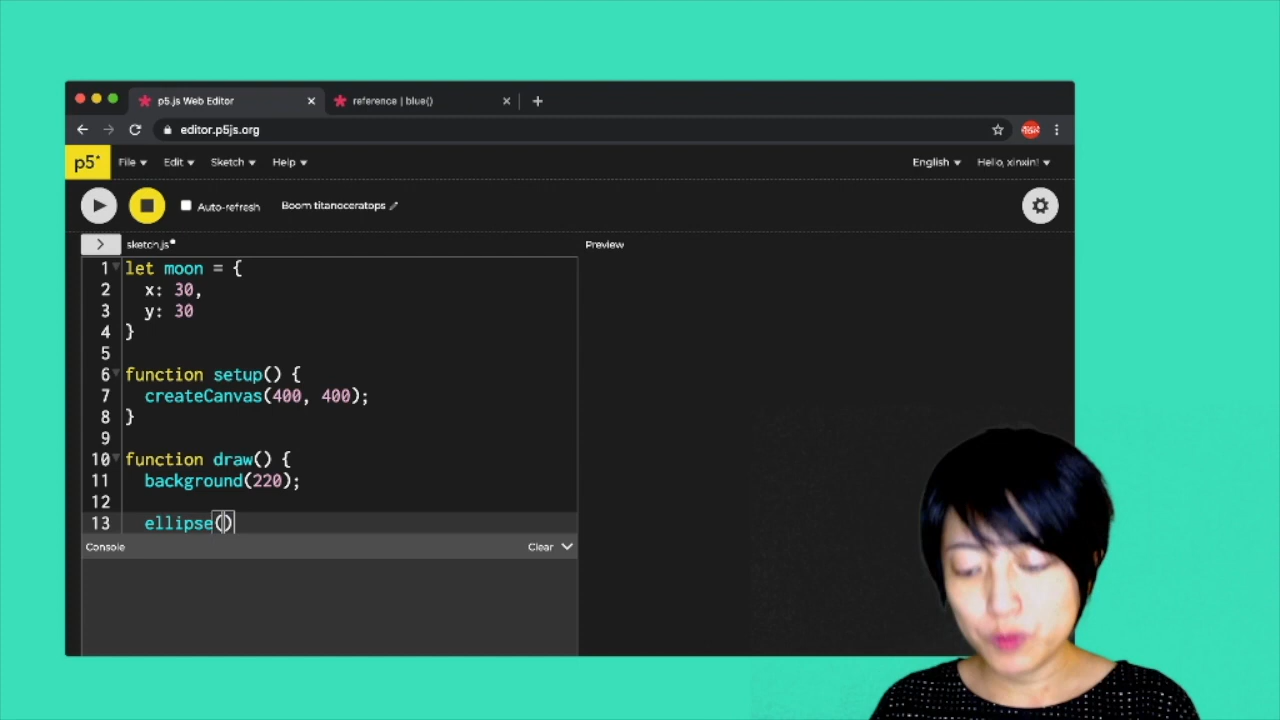 p5.js Web Editor
reference | blue()
editor.p5js.org
p5* File Edit Sketch Help English Hello, xinxin!
Auto-refresh Boom titanoceratops
sketch.js• Preview
1 let moon = {
2 x: 30,
3 y: 30
4 }
5
6 function setup() {
7 createCanvas(400, 400);
8 }
9
10 function draw() {
11 background(220);
12
13 ellipse()
Console Clear